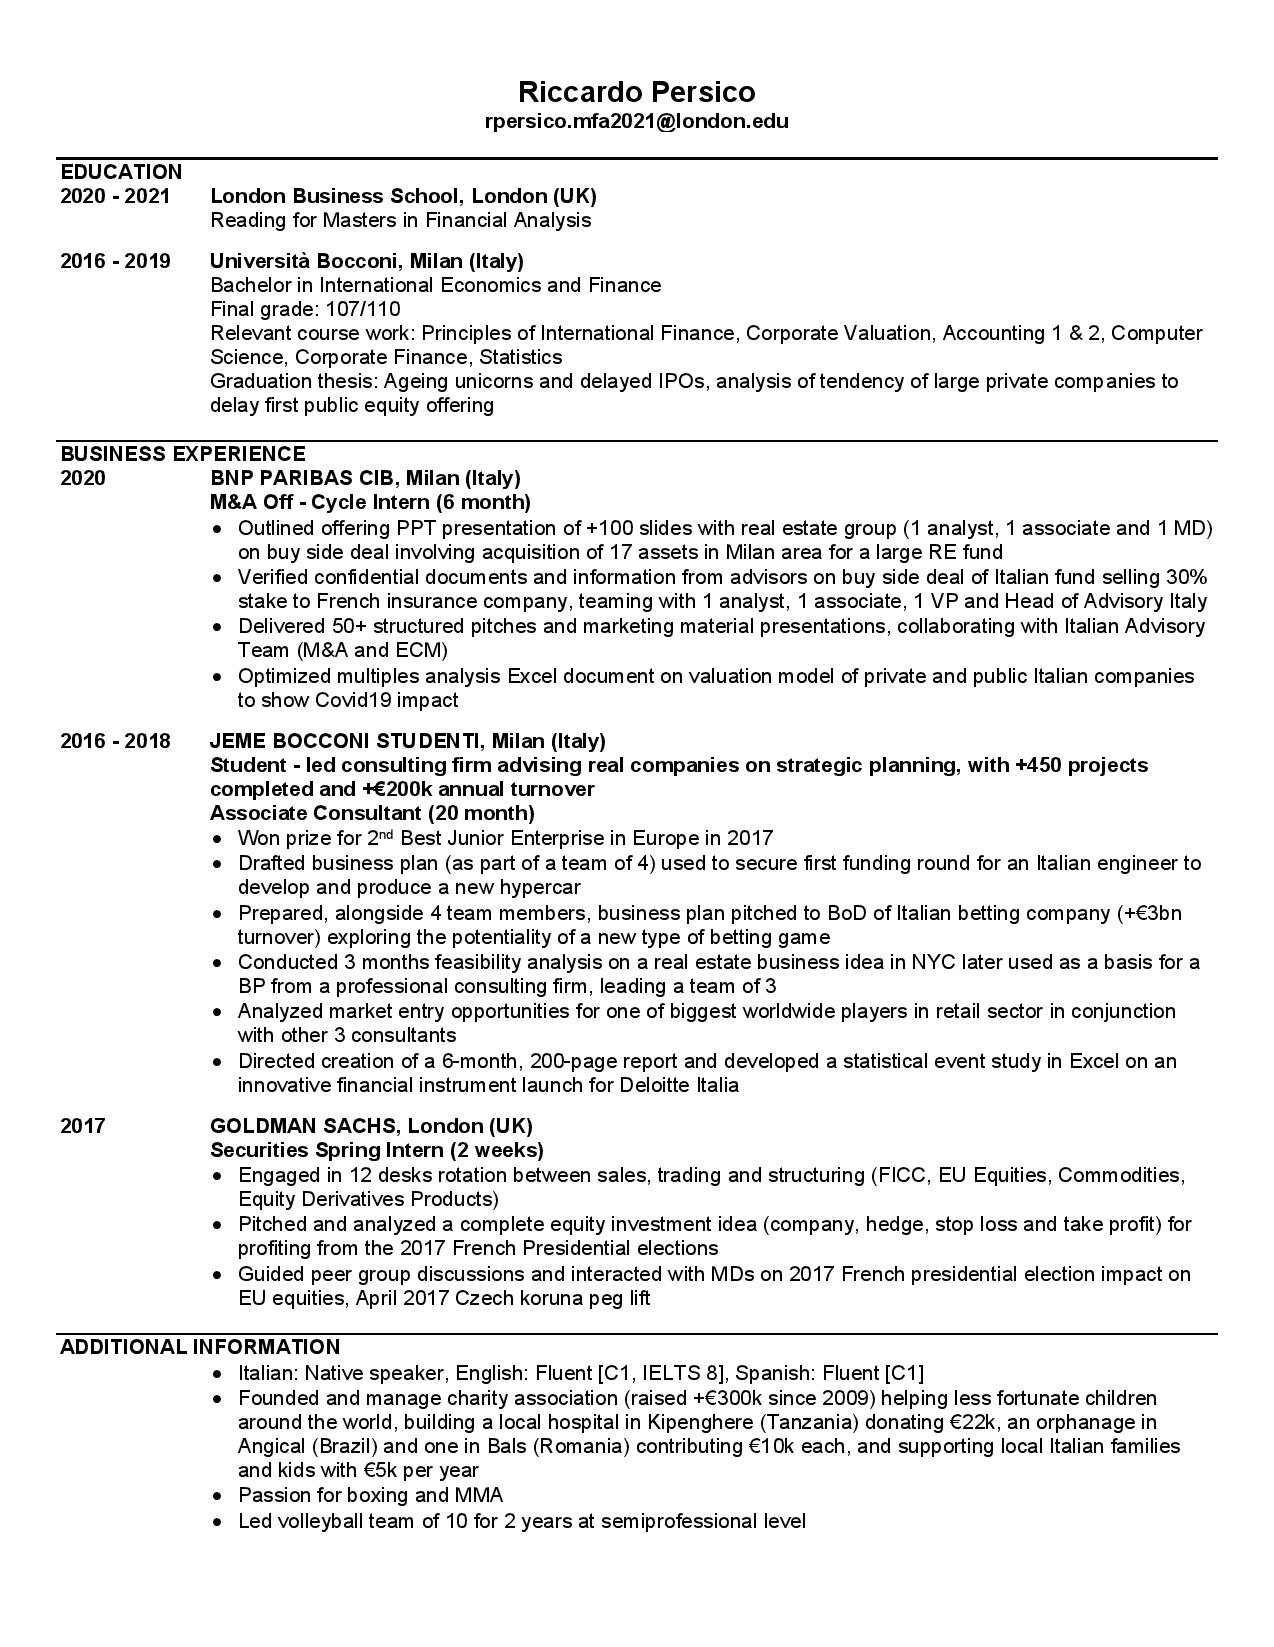 Riccardo Persico
rpersico.mfa2021@london.edu
EDUCATION
2020 - 2021 London Business School, London (UK)
Reading for Masters in Financial Analysis
2016 - 2019 Università Bocconi, Milan (Italy)
Bachelor in International Economics and Finance
Final grade: 107/110
Relevant course work: Principles of International Finance, Corporate Valuation, Accounting 1 & 2, Computer
Science, Corporate Finance, Statistics
Graduation thesis: Ageing unicorns and delayed IPOs, analysis of tendency of large private companies to
delay first public equity offering
BUSINESS EXPERIENCE
2020 BNP PARIBAS CIB, Milan (Italy)
M&A Off - Cycle Intern (6 month)
• Outlined offering PPT presentation of +100 slides with real estate group (1 analyst, 1 associate and 1 MD)
on buy side deal involving acquisition of 17 assets in Milan area for a large RE fund
• Verified confidential documents and information from advisors on buy side deal of Italian fund selling 30%
stake to French insurance company, teaming with 1 analyst, 1 associate, 1 VP and Head of Advisory Italy
• Delivered 50+ structured pitches and marketing material presentations, collaborating with Italian Advisory
Team (M&A and ECM)
• Optimized multiples analysis Excel document on valuation model of private and public Italian companies
to show Covid19 impact
2016 - 2018 JEME BOCCONI STUDENTI, Milan (Italy)
Student - led consulting firm advising real companies on strategic planning, with +450 projects
completed and +€200k annual turnover
Associate Consultant (20 month)
• Won prize for 2nd Best Junior Enterprise in Europe in 2017
• Drafted business plan (as part of a team of 4) used to secure first funding round for an Italian engineer to
develop and produce a new hypercar
• Prepared, alongside 4 team members, business plan pitched to BoD of Italian betting company (+€3bn
turnover) exploring the potentiality of a new type of betting game
• Conducted 3 months feasibility analysis on a real estate business idea in NYC later used as a basis for a
BP from a professional consulting firm, leading a team of 3
• Analyzed market entry opportunities for one of biggest worldwide players in retail sector in conjunction
with other 3 consultants
• Directed creation of a 6-month, 200-page report and developed a statistical event study in Excel on an
innovative financial instrument launch for Deloitte Italia
2017 GOLDMAN SACHS, London (UK)
Securities Spring Intern (2 weeks)
• Engaged in 12 desks rotation between sales, trading and structuring (FICC, EU Equities, Commodities,
Equity Derivatives Products)
• Pitched and analyzed a complete equity investment idea (company, hedge, stop loss and take profit) for
profiting from the 2017 French Presidential elections
• Guided peer group discussions and interacted with MDs on 2017 French presidential election impact on
EU equities, April 2017 Czech koruna peg lift
ADDITIONAL INFORMATION
• Italian: Native speaker, English: Fluent [C1, IELTS 8], Spanish: Fluent [C1]
• Founded and manage charity association (raised +€300k since 2009) helping less fortunate children
around the world, building a local hospital in Kipenghere (Tanzania) donating €22k, an orphanage in
Angical (Brazil) and one in Bals (Romania) contributing €10k each, and supporting local Italian families
and kids with €5k per year
• Passion for boxing and MMA
• Led volleyball team of 10 for 2 years at semiprofessional level